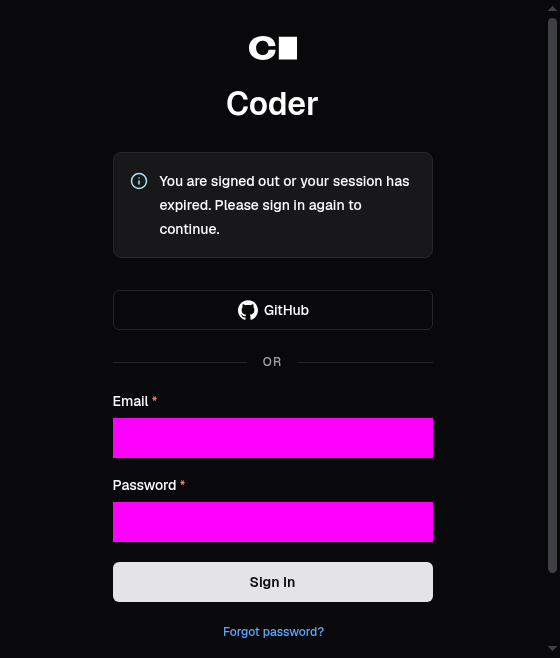 Coder
You are signed out or your session has
expired. Please sign in again to
continue.
GitHub
OR
Email *
Password *
Sign In
Forgot password?